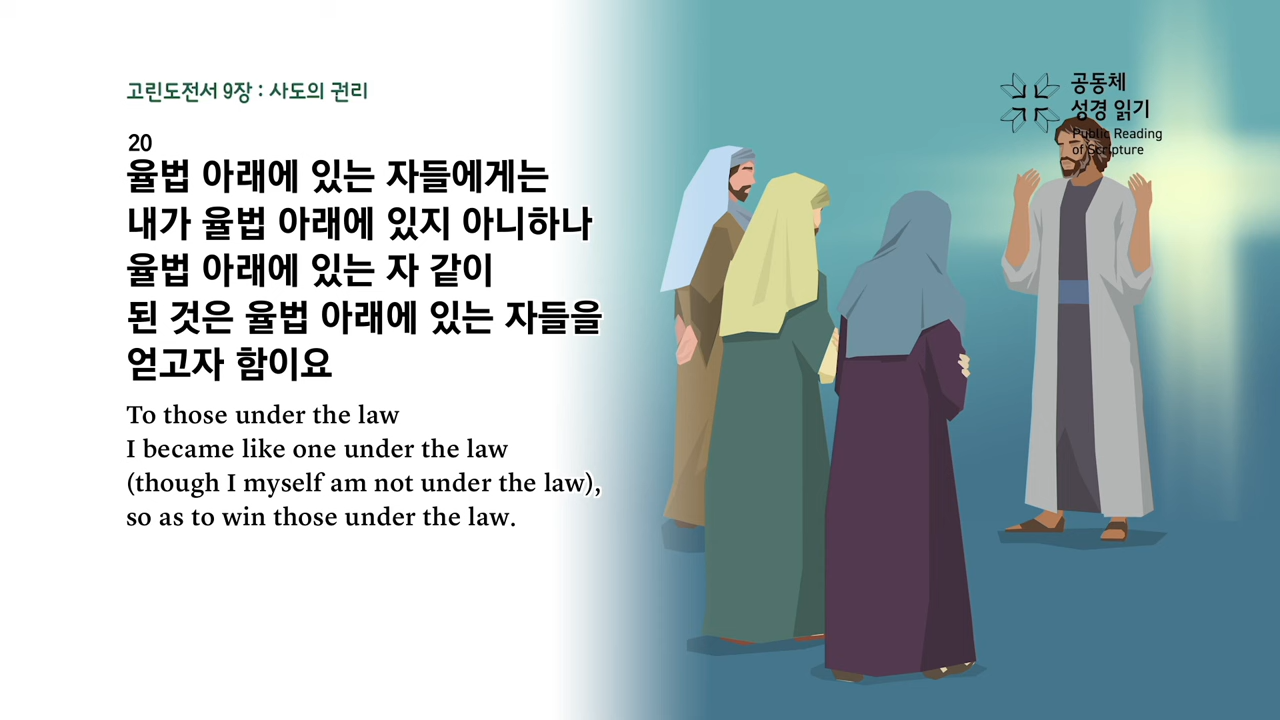 고린도전서 9장 : 사도의 권리
20
율법 아래에 있는 자들에게는
내가 율법 아래에 있지 아니하나
율법 아래에 있는 자 같이
된 것은 율법 아래에 있는 자들을
얻고자 함이요
To those under the law
I became like one under the law
(though I myself am not under the law),
so as to win those under the law.
공동체
성경 읽기
Public Reading
of Scripture